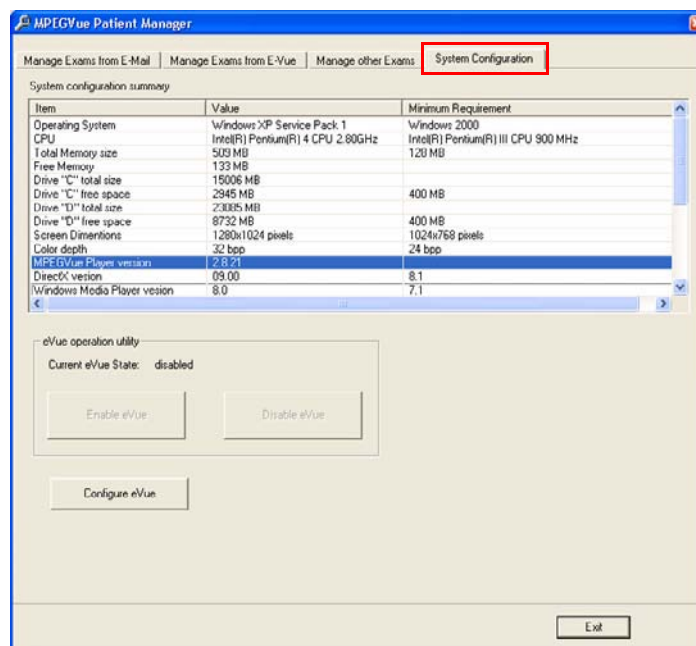 MPEGVue Patient Manager
Manage Exams from E-Mail Manage Exams from E-Vue Manage other Exams System Configuration
System configuration summary
Item Value Minimum Requirement
Operating System Windows XP Service Pack 1 Windows 2000
CPU Intel(R) Pentium(R) 4 CPU 2.80GHz Intel(R) Pentium(R) III CPU 900 MHz
Total Memory size 509 MB 128 MB
Free Memory 133 MB
Drive "C" total size 15006 MB
Drive "C" free space 2945 MB 400 MB
Drive "D" total size 23085 MB
Drive "D" free space 8732 MB 400 MB
Screen Dimentions 1280x1024 pixels 1024x768 pixels
Color depth 32 bpp 24 bpp
MPEGVue Player version 2.8.21
DirectX vesion 09.00 8.1
Windows Media Player vesion 8.0 7.1
eVue operation utility
Current eVue State: disabled
Enable eVue Disable eVue
Configure eVue
Exit